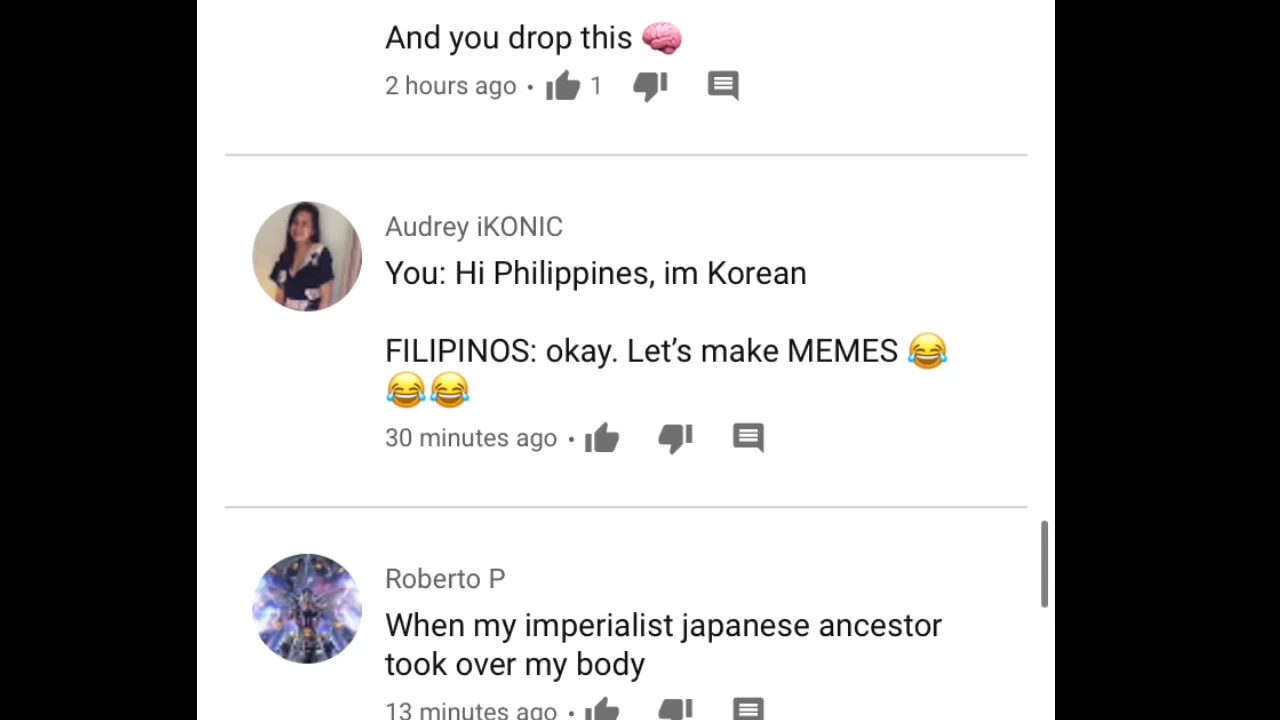 And you drop this 🧠
2 hours ago • 1
Audrey iKONIC
You: Hi Philippines, im Korean
FILIPINOS: okay. Let’s make MEMES 😂
😂😂
30 minutes ago •
Roberto P
When my imperialist japanese ancestor
took over my body
13 minutes ago •